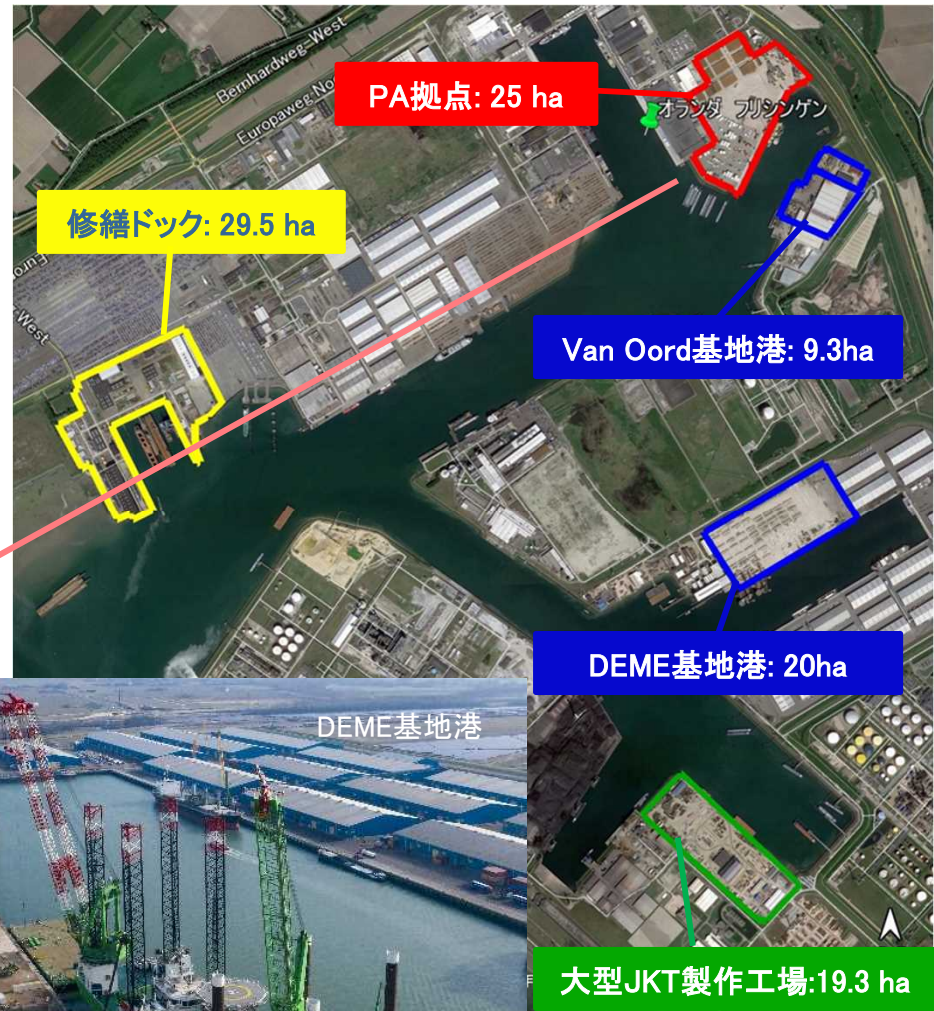 Bernhardweg-West
Europaweg No
PA拠点: 25 ha
オランダ フリシンゲン
修繕ドック: 29.5 ha
Euro
-West
Van Oord基地港: 9.3ha
DEME基地港: 20ha
DEME基地港
大型JKT製作工場:19.3 ha